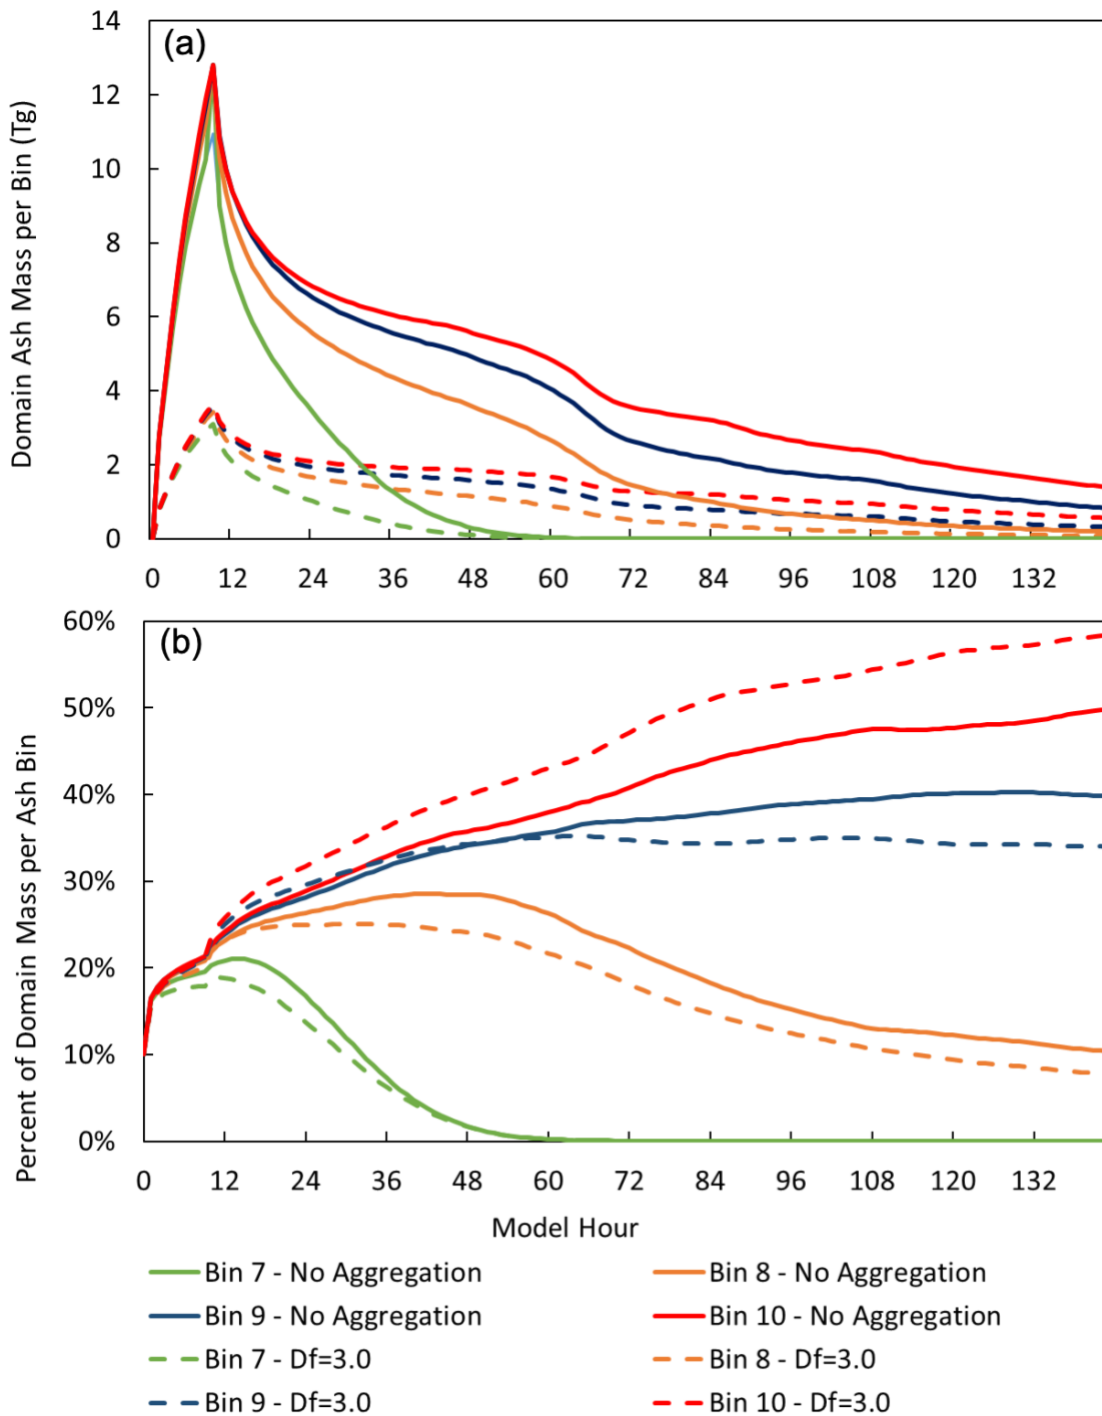 (a)
Domain Ash Mass per Bin (Tg)
14
12
10
8
6
4
2
0
0 12 24 36 48 60 72 84 96 108 120 132
(b)
Percent of Domain Mass per Ash Bin
60%
50%
40%
30%
20%
10%
0%
0 12 24 36 48 60 72 84 96 108 120 132
Model Hour
Bin 7 - No Aggregation Bin 8 - No Aggregation
Bin 9 - No Aggregation Bin 10 - No Aggregation
Bin 7 - Df=3.0 Bin 8 - Df=3.0
Bin 9 - Df=3.0 Bin 10 - Df=3.0